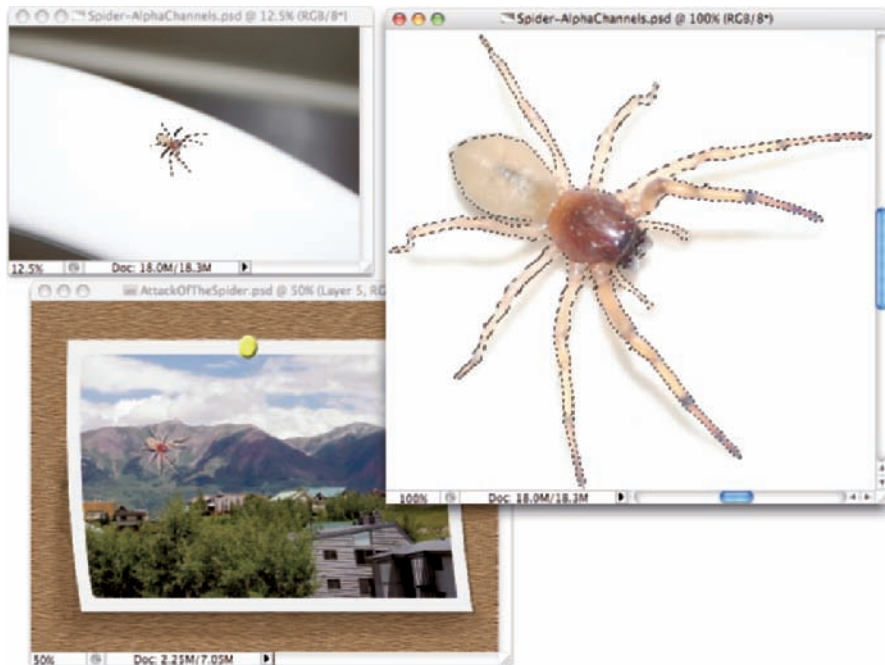 Spider-AlphaChannels.psd @ 12.5% (RGB/8*)
12.5%
Doc: 18.0M/18.3M
Spider-AlphaChannels.psd @ 100% (RGB/8*)
100%
Doc: 18.0M/18.3M
AttackOfTheSpider.psd @ 50% (Layer 5, RG
50%
Doc: 2.25M/7.05M